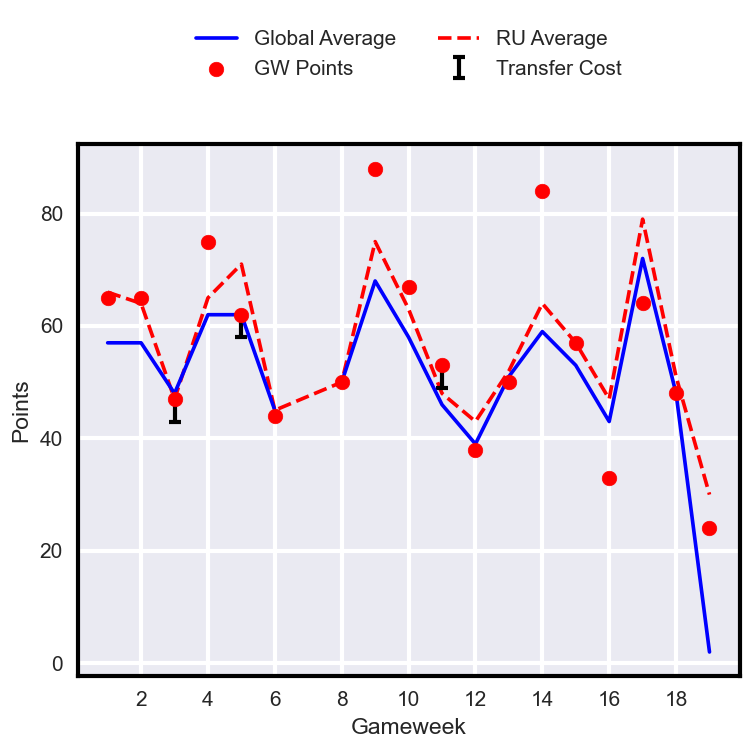 Global Average RU Average
GW Points Transfer Cost
80
60
40
20
0
Points
2 4 6 8 10 12 14 16 18
Gameweek